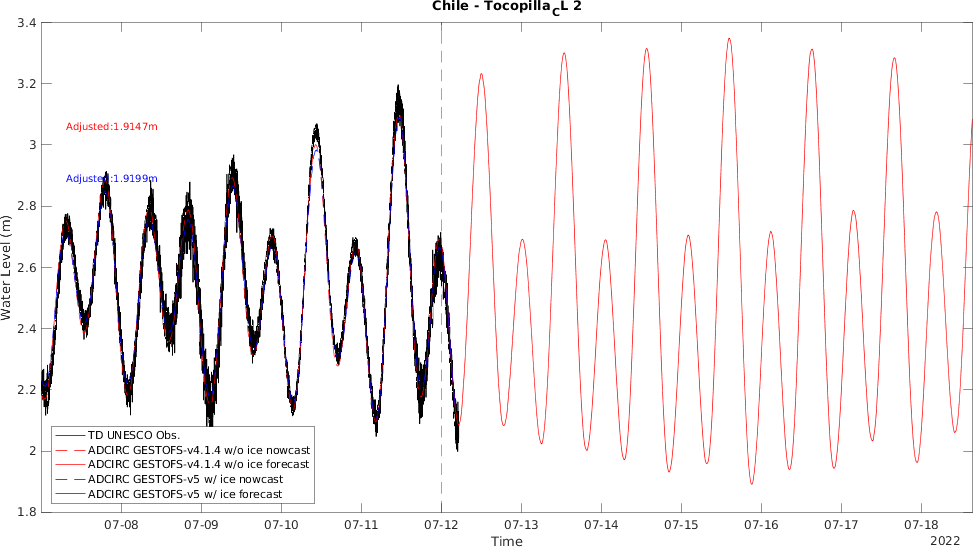 Chile - Tocopilla_CL 2
3.4
3.2
3
2.8
2.6
2.4
2.2
2
1.8
Water Level (m)
Adjusted:1.9147m
Adjusted:1.9199m
TD UNESCO Obs.
ADCIRC GESTOFS-v4.1.4 w/o ice nowcast
ADCIRC GESTOFS-v4.1.4 w/o ice forecast
ADCIRC GESTOFS-v5 w/ ice nowcast
ADCIRC GESTOFS-v5 w/ ice forecast
07-08 07-09 07-10 07-11 07-12 07-13 07-14 07-15 07-16 07-17 07-18
Time
2022